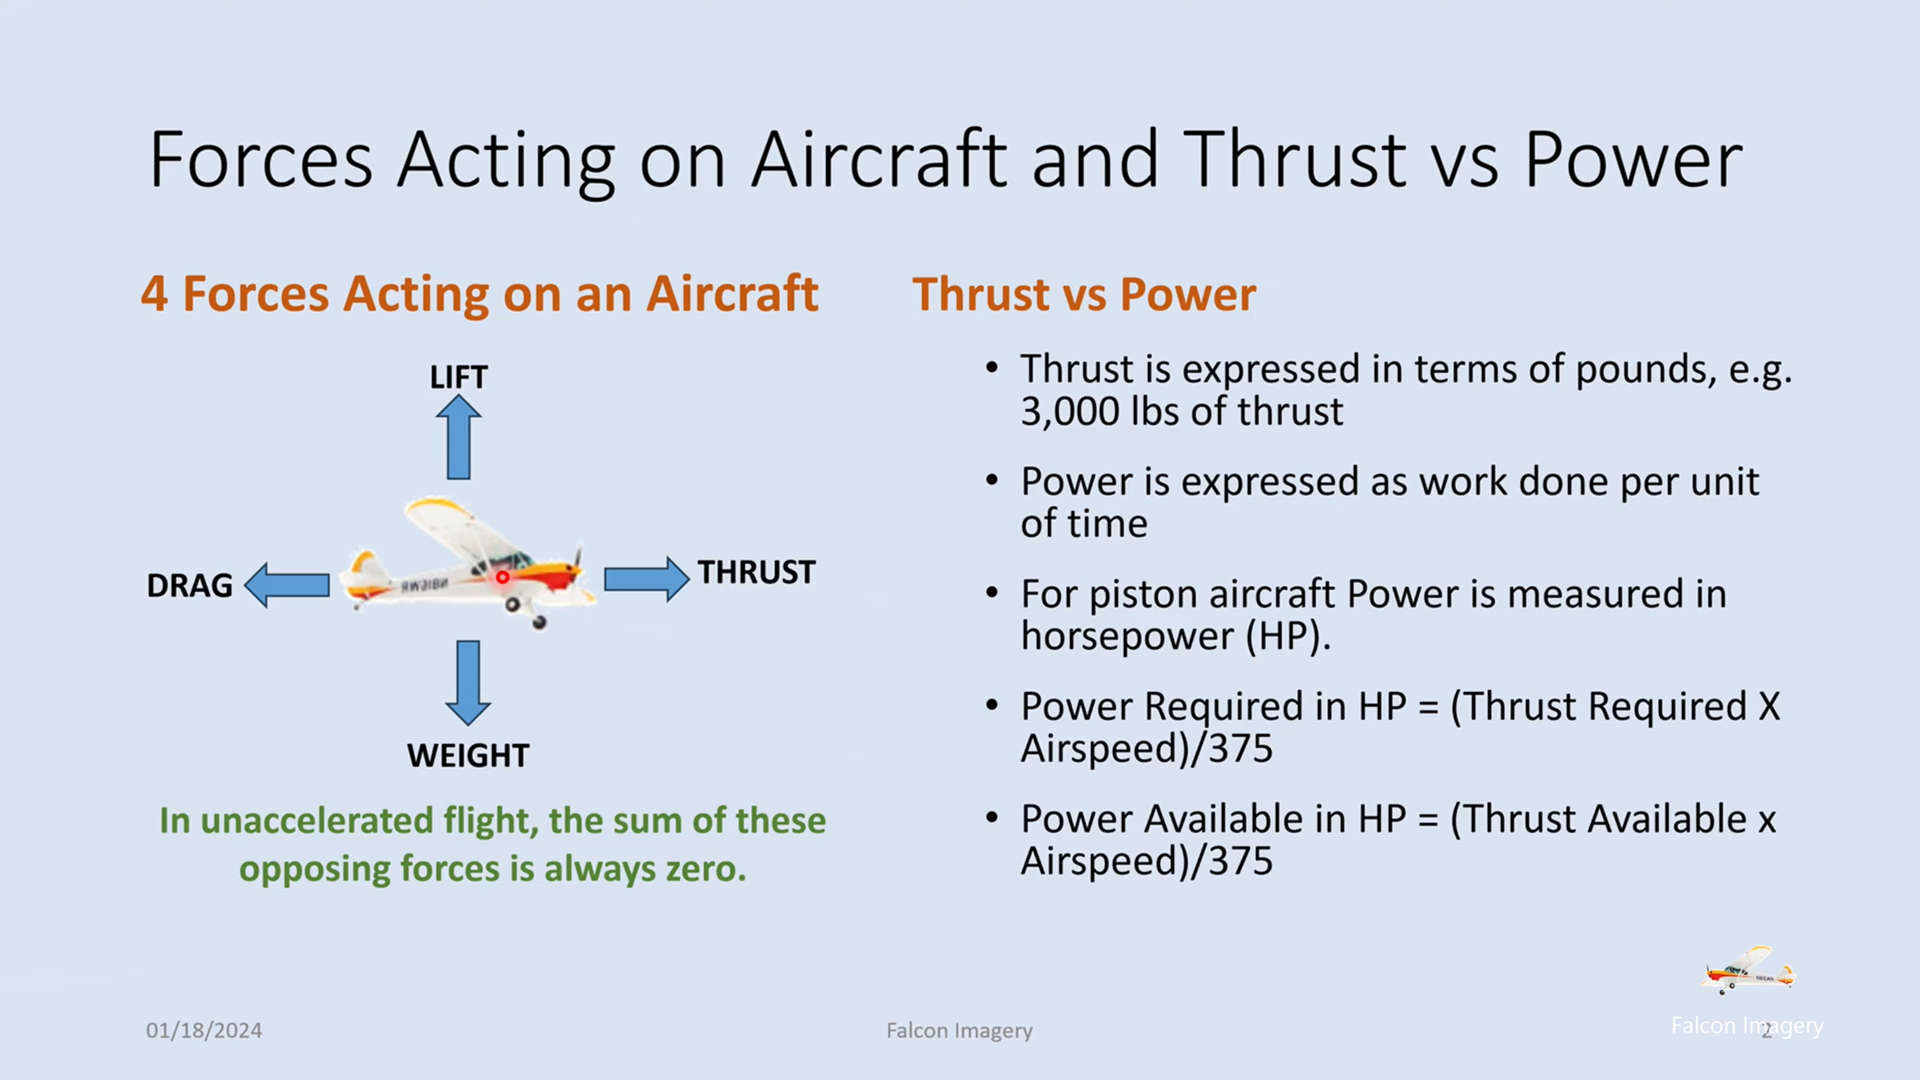 Forces Acting on Aircraft and Thrust vs Power
4 Forces Acting on an Aircraft
LIFT
DRAG
THRUST
WEIGHT
In unaccelerated flight, the sum of these
opposing forces is always zero.
Thrust vs Power
• Thrust is expressed in terms of pounds, e.g.
3,000 lbs of thrust
• Power is expressed as work done per unit
of time
• For piston aircraft Power is measured in
horsepower (HP).
• Power Required in HP = (Thrust Required X
Airspeed)/375
• Power Available in HP = (Thrust Available x
Airspeed)/375
01/18/2024
Falcon Imagery
Falcon Imagery
2